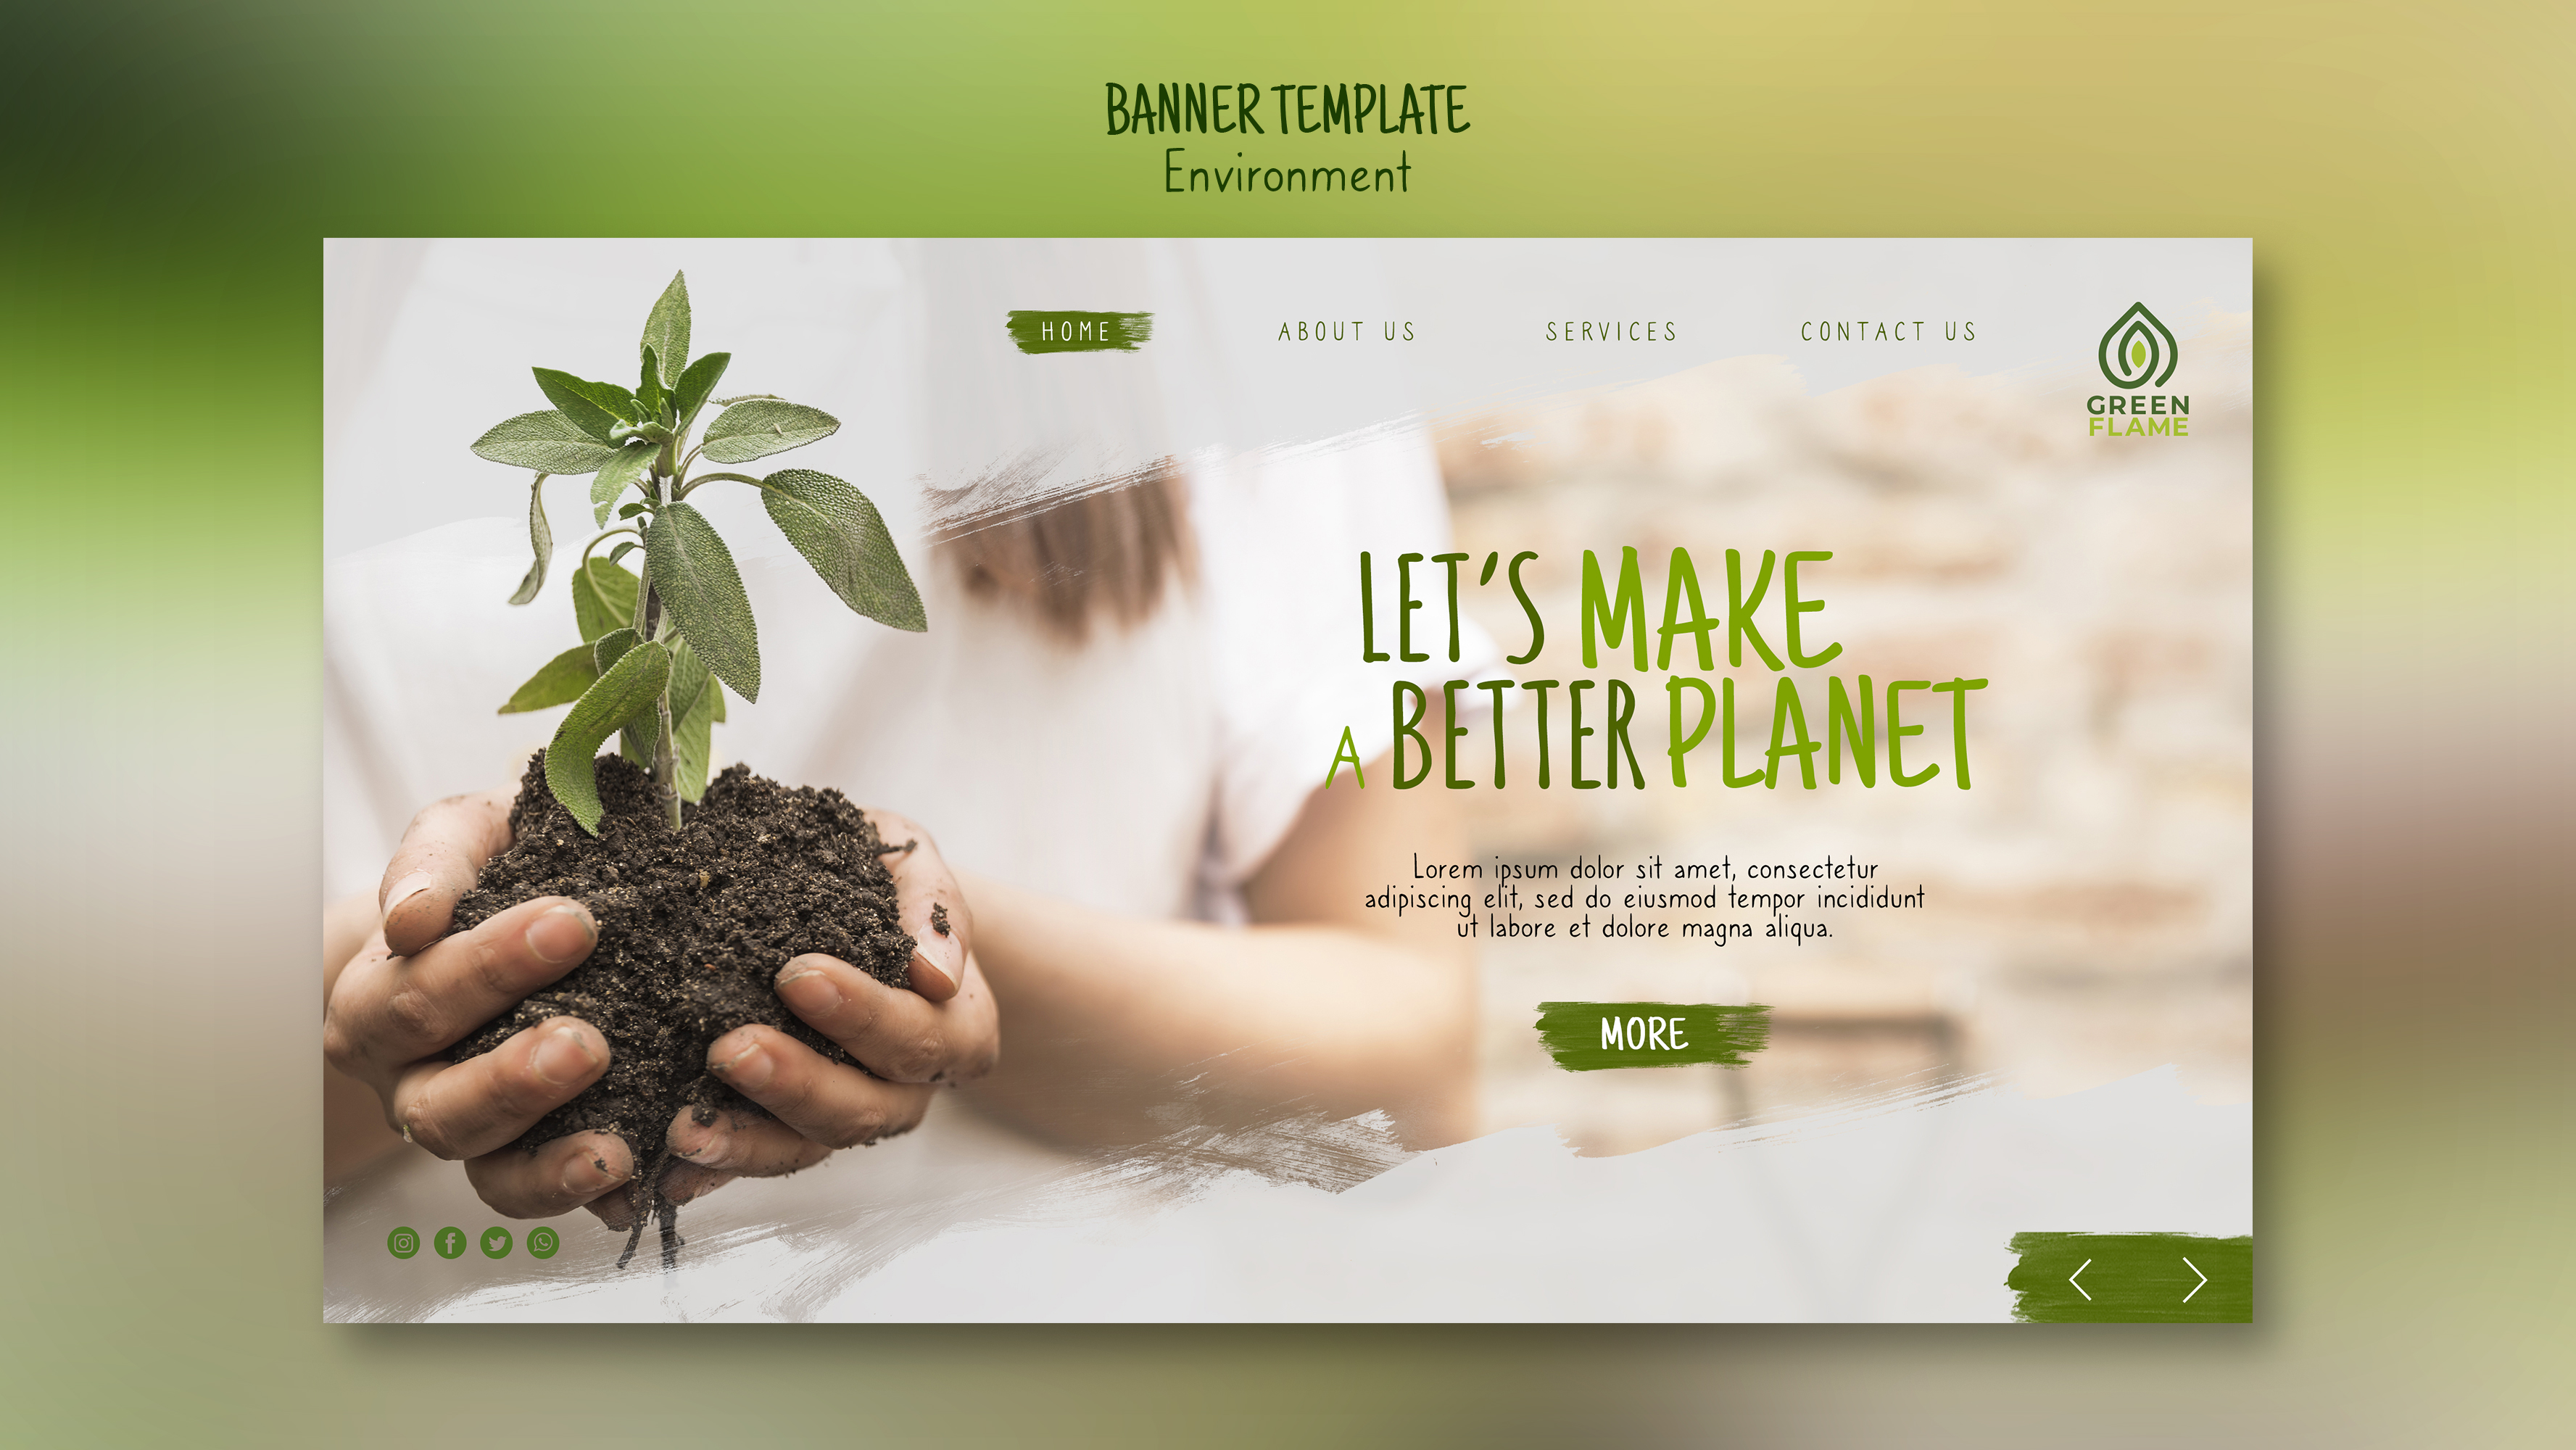 BANNER TEMPLATE
Environment
HOME ABOUT US SERVICES CONTACT US
GREEN
FLAME
LET'S MAKE
A BETTER PLANET
Lorem ipsum dolor sit amet, consectetur
adipiscing elit, sed do eiusmod tempor incididunt
ut labore et dolore magna aliqua.
MORE